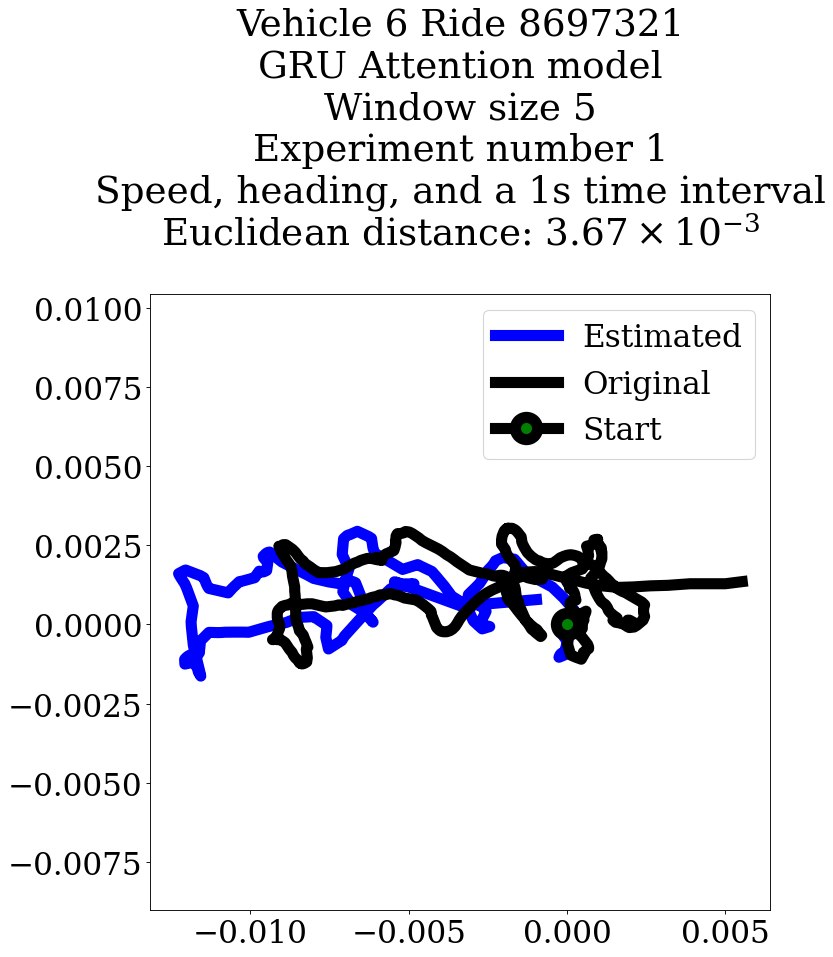 Vehicle 6 Ride 8697321
GRU Attention model
Window size 5
Experiment number 1
Speed, heading, and a 1s time interval
Euclidean distance: 3.67 × 10⁻³
0.0100
0.0075
0.0050
0.0025
0.0000
−0.0025
−0.0050
−0.0075
Estimated
Original
Start
−0.010
−0.005
0.000
0.005